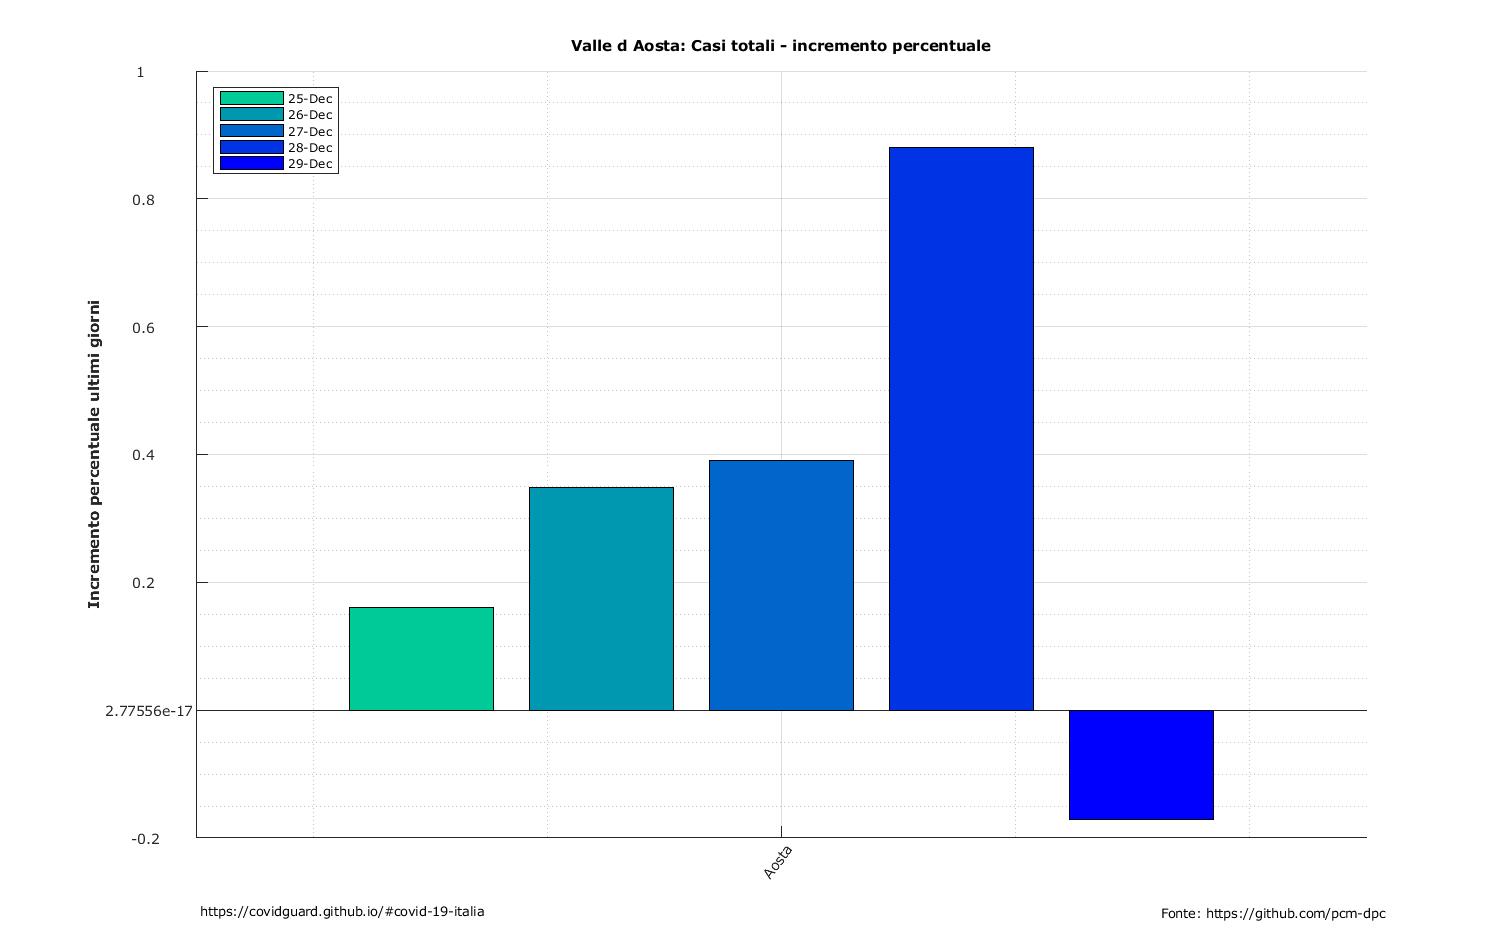 Valle d Aosta: Casi totali - incremento percentuale
1
25-Dec
26-Dec
27-Dec
28-Dec
29-Dec
0.8
0.6
0.4
0.2
2.77556e-17
-0.2
Incremento percentuale ultimi giorni
Aosta
https://covidguard.github.io/#covid-19-italia
Fonte: https://github.com/pcm-dpc